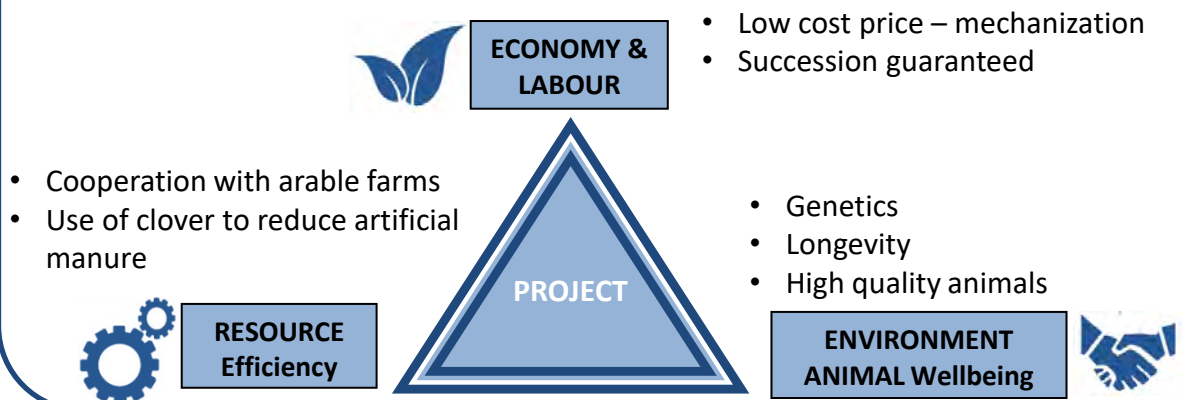 ECONOMY &
LABOUR
• Low cost price – mechanization
• Succession guaranteed
• Cooperation with arable farms
• Use of clover to reduce artificial
manure
• Genetics
• Longevity
• High quality animals
PROJECT
RESOURCE
Efficiency
ENVIRONMENT
ANIMAL Wellbeing